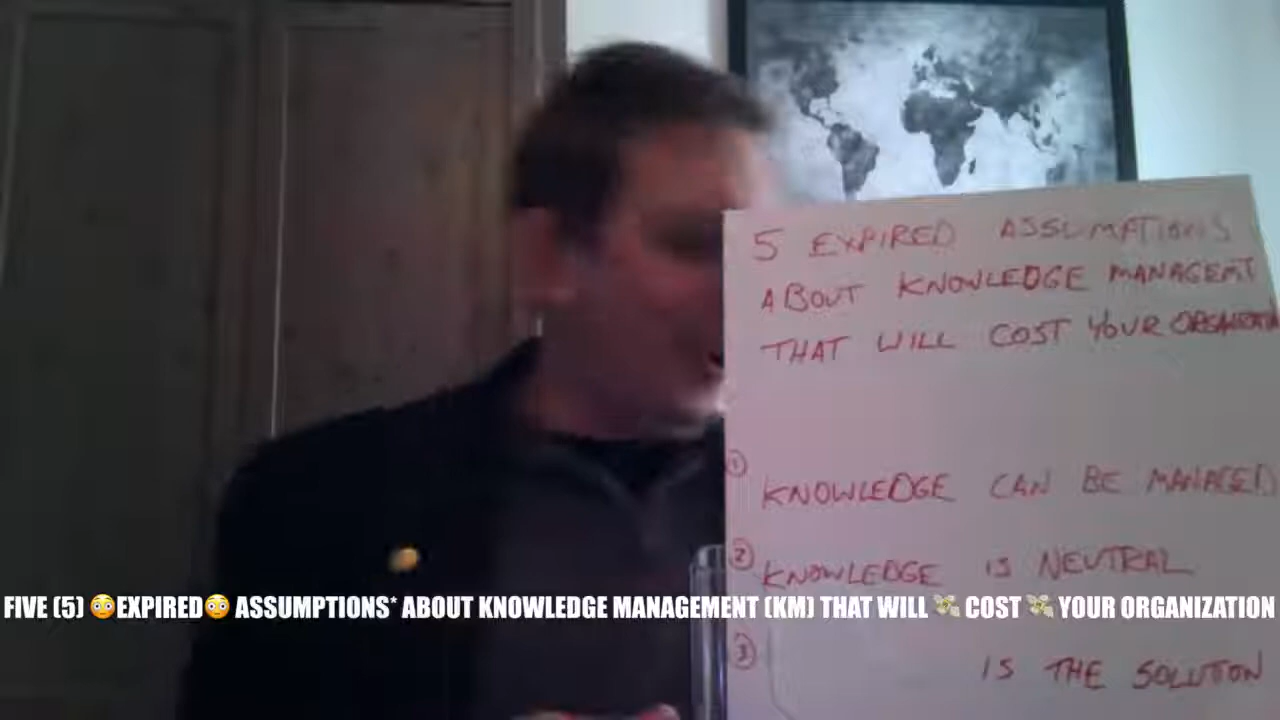 5 EXPIRED ASSUMPTIONS
ABOUT KNOWLEDGE MANAGEMT
THAT WILL COST YOUR
① KNOWLEDGE CAN BE MANAGED
② KNOWLEDGE IS NEUTRAL
FIVE (5) 😳EXPIRED😳 ASSUMPTIONS* ABOUT KNOWLEDGE MANAGEMENT (KM) THAT WILL 💸 COST 💸 YOUR ORGANIZATION
③ IS THE SOLUTION